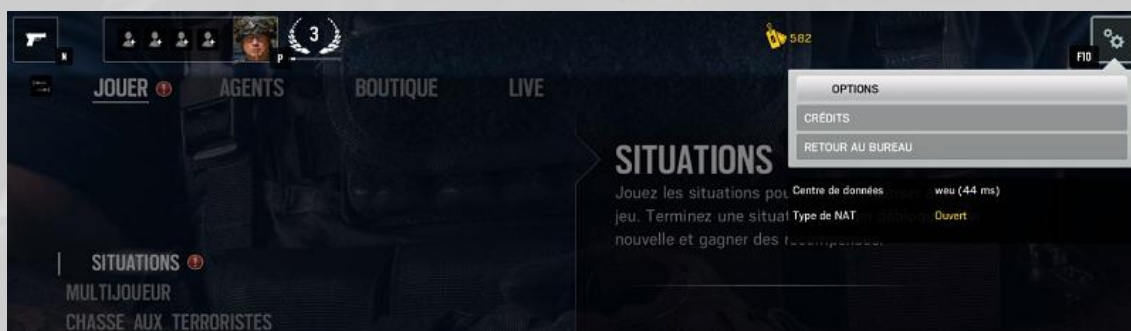 3
582
N
P
F10
JOUER
AGENTS
BOUTIQUE
LIVE
OPTIONS
CRÉDITS
RETOUR AU BUREAU
SITUATIONS
Jouez les situations pou
Centre de données weu (44 ms)
jeu. Terminez une situat
Type de NAT Ouvert
nouvelle et gagner des récompenses.
SITUATIONS
MULTIJOUEUR
CHASSE AUX TERRORISTES